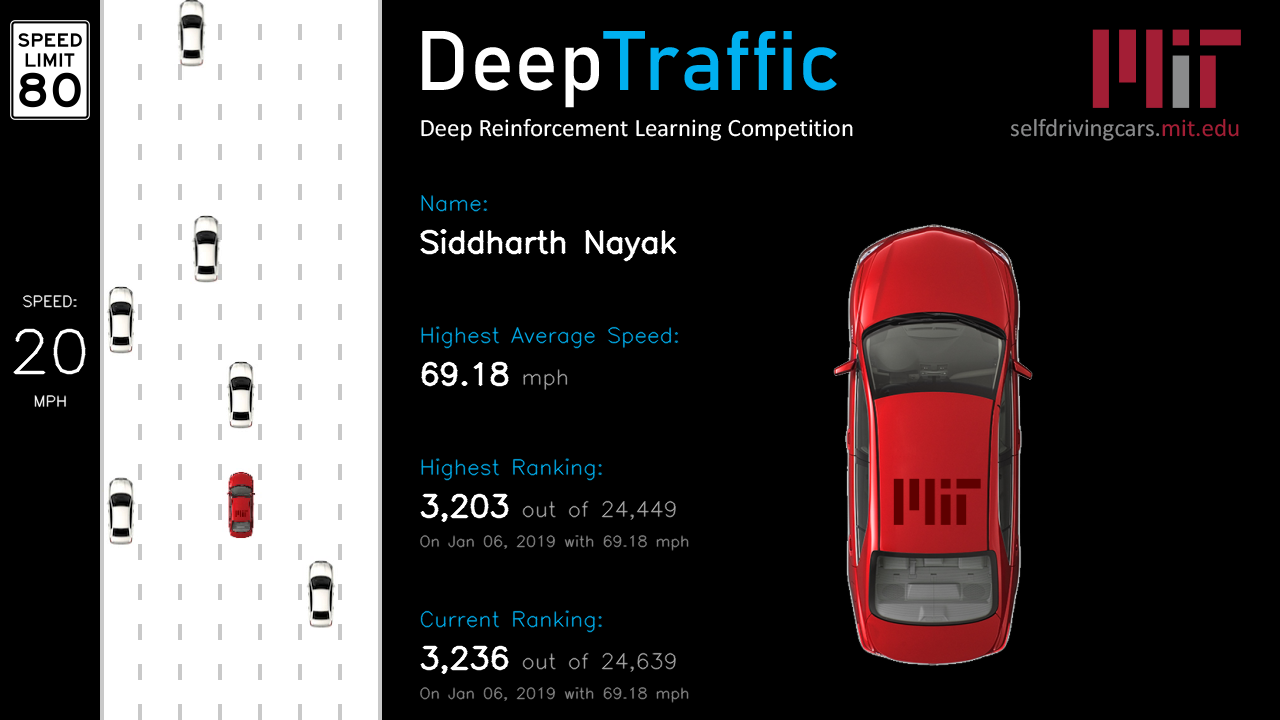 SPEED
LIMIT
80
SPEED:
20
MPH
DeepTraffic
Deep Reinforcement Learning Competition
MIT
selfdrivingcars.mit.edu
Name:
Siddharth Nayak
Highest Average Speed:
69.18 mph
Highest Ranking:
3,203 out of 24,449
On Jan 06, 2019 with 69.18 mph
Current Ranking:
3,236 out of 24,639
On Jan 06, 2019 with 69.18 mph
MIT
MIT